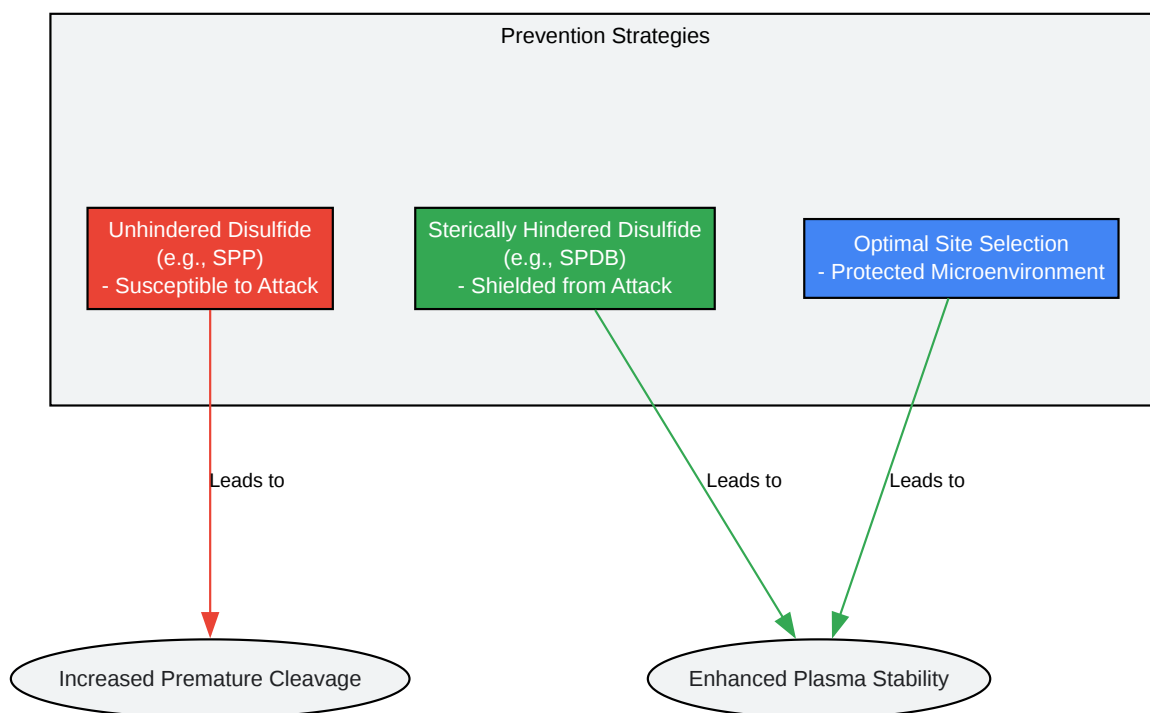 Prevention Strategies
Unhindered Disulfide
(e.g., SPP)
- Susceptible to Attack
Sterically Hindered Disulfide
(e.g., SPDB)
- Shielded from Attack
Optimal Site Selection
- Protected Microenvironment
Leads to
Leads to
Leads to
Increased Premature Cleavage
Enhanced Plasma Stability